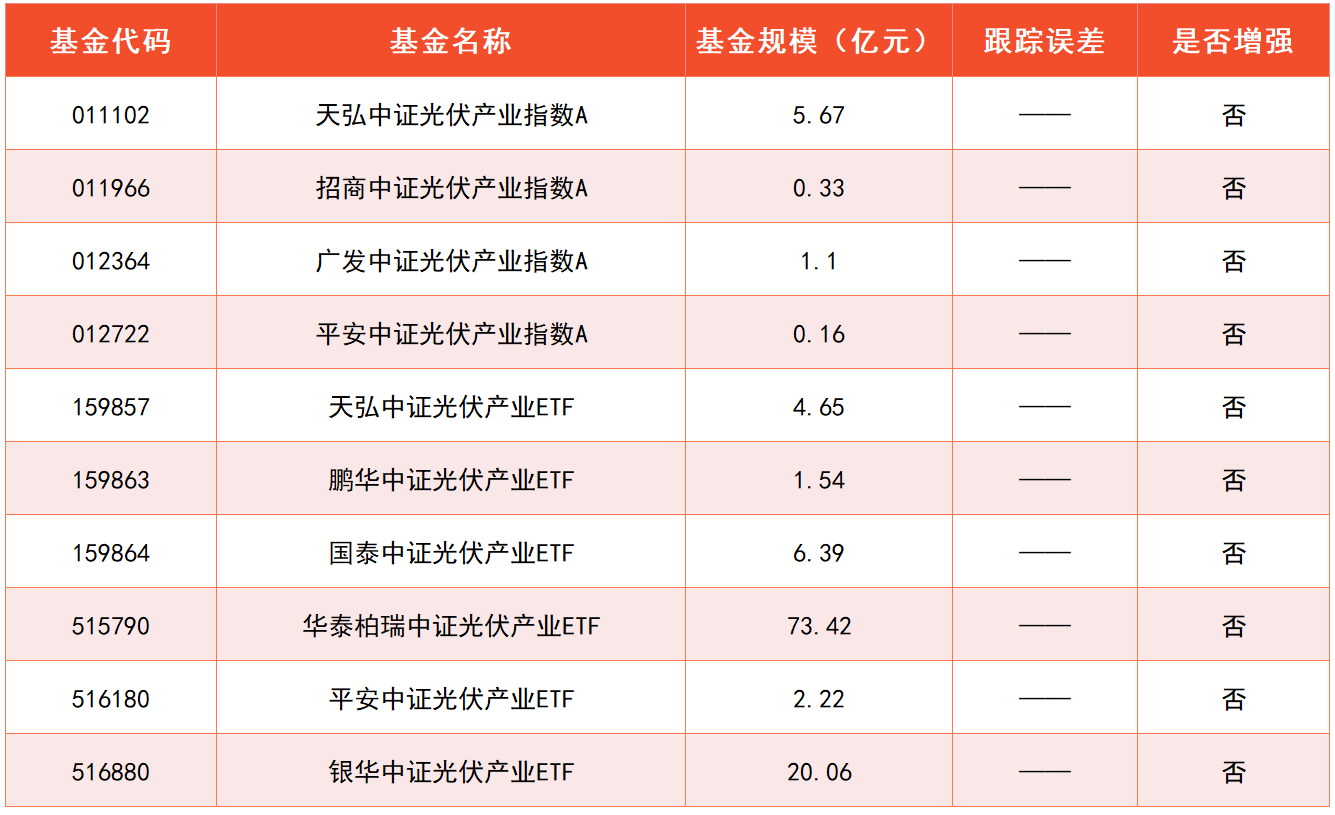 基金代码 基金名称 基金规模（亿元） 跟踪误差 是否增强
011102 天弘中证光伏产业指数A 5.67 —— 否
011966 招商中证光伏产业指数A 0.33 —— 否
012364 广发中证光伏产业指数A 1.1 —— 否
012722 平安中证光伏产业指数A 0.16 —— 否
159857 天弘中证光伏产业ETF 4.65 —— 否
159863 鹏华中证光伏产业ETF 1.54 —— 否
159864 国泰中证光伏产业ETF 6.39 —— 否
515790 华泰柏瑞中证光伏产业ETF 73.42 —— 否
516180 平安中证光伏产业ETF 2.22 —— 否
516880 银华中证光伏产业ETF 20.06 —— 否